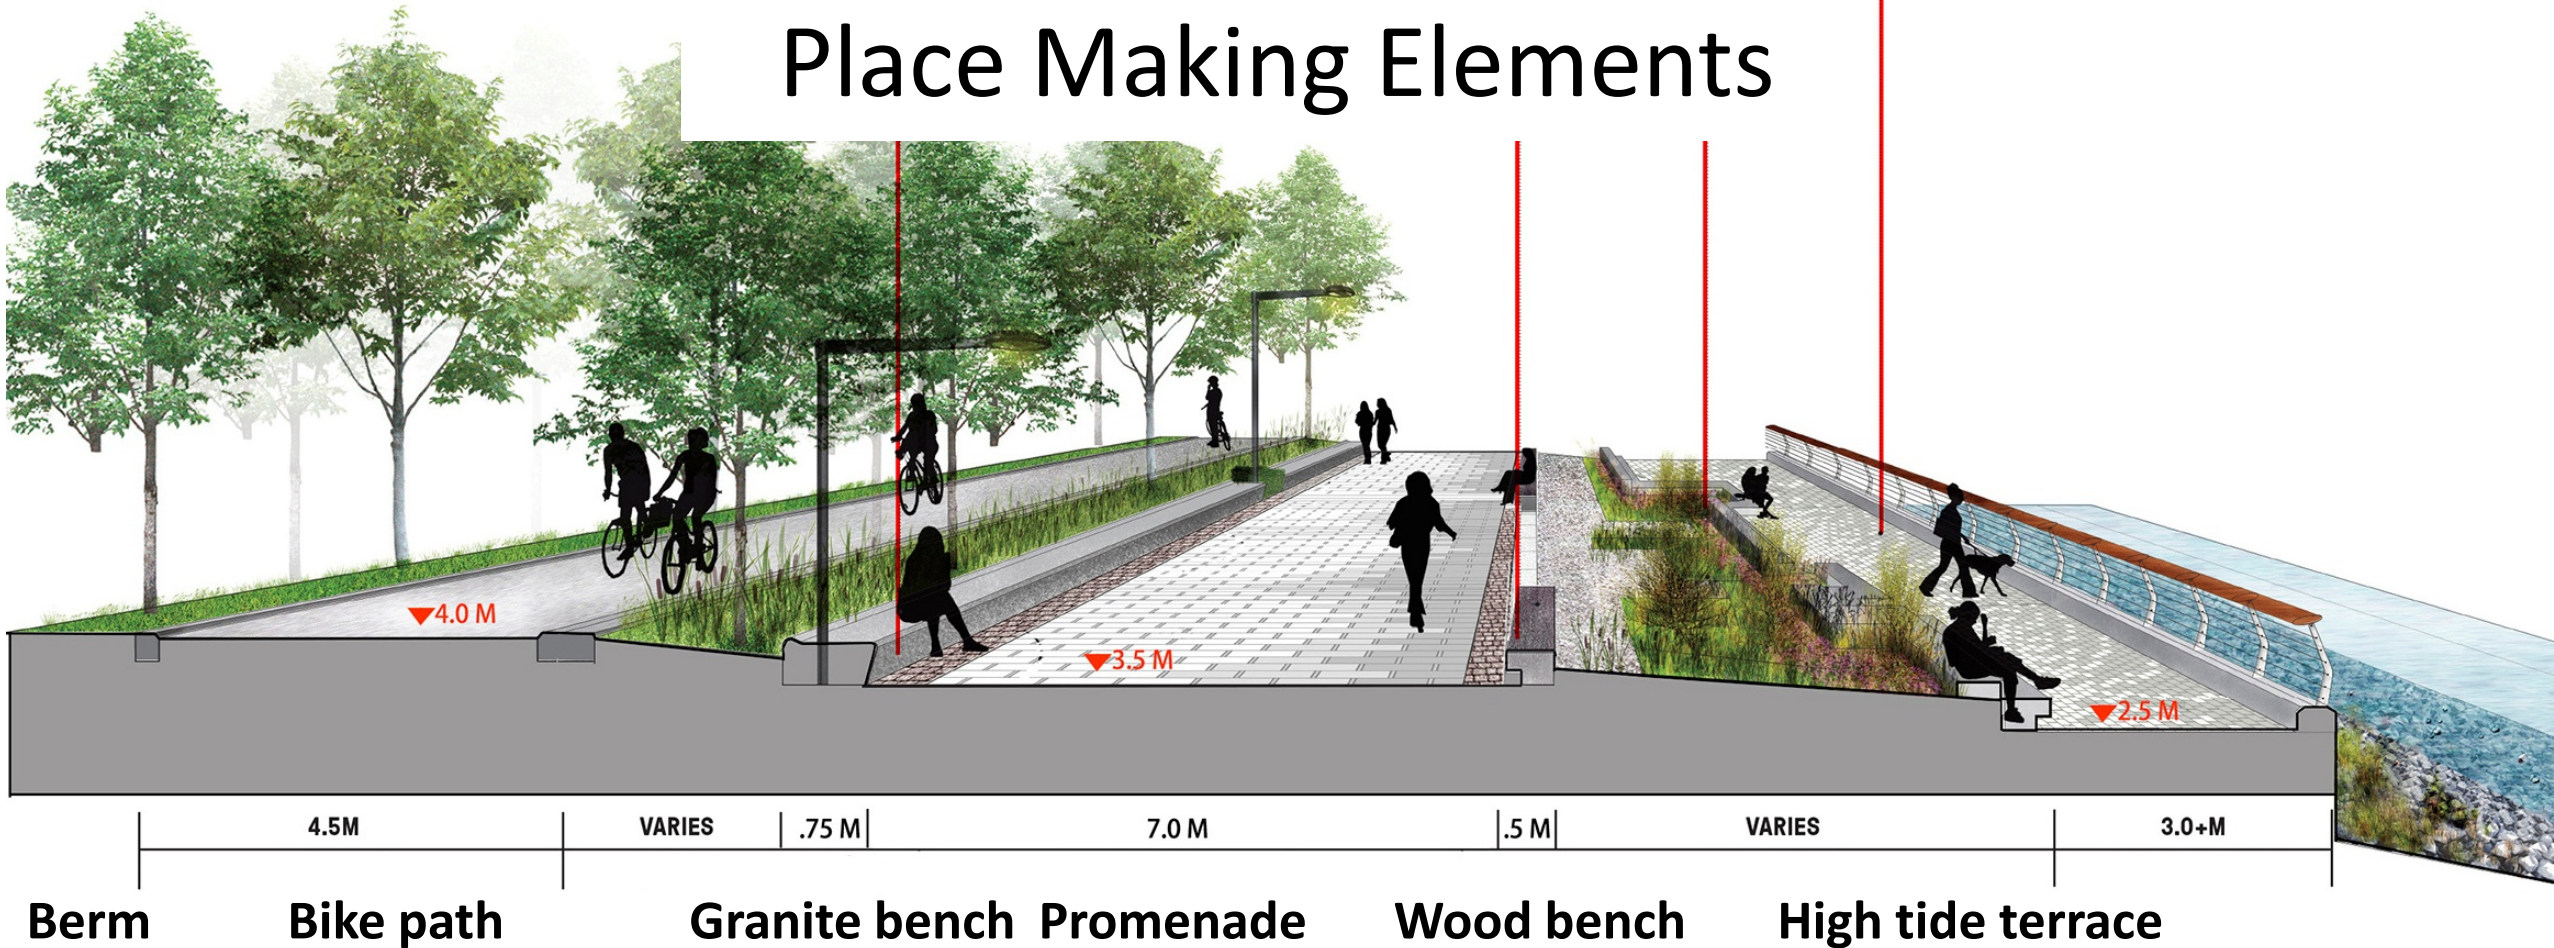 Place Making Elements
4.0 M
3.5 M
2.5 M
4.5M VARIES .75 M 7.0 M .5 M VARIES 3.0+M
Berm Bike path Granite bench Promenade Wood bench High tide terrace